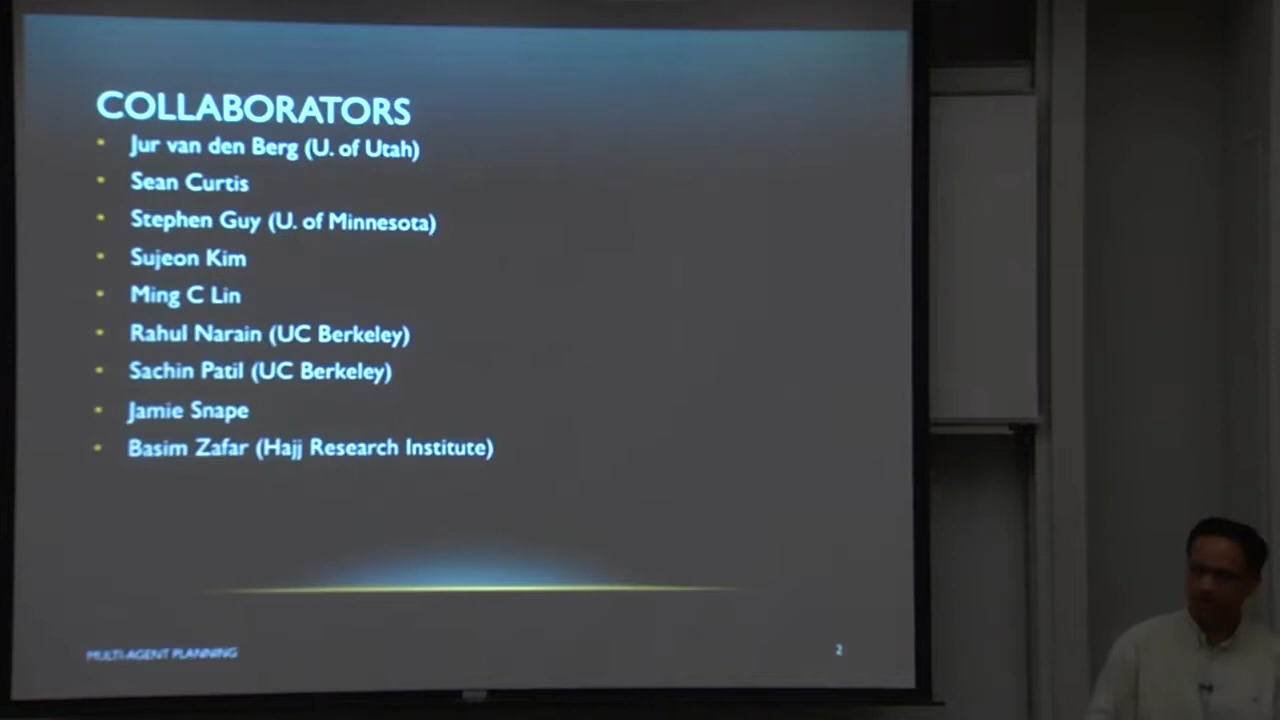 COLLABORATORS
Jur van den Berg (U. of Utah)
Sean Curtis
Stephen Guy (U. of Minnesota)
Sujeon Kim
Ming C Lin
Rahul Narain (UC Berkeley)
Sachin Patil (UC Berkeley)
Jamie Snape
Basim Zafar (Hajj Research Institute)
MULTI-AGENT PLANNING
2